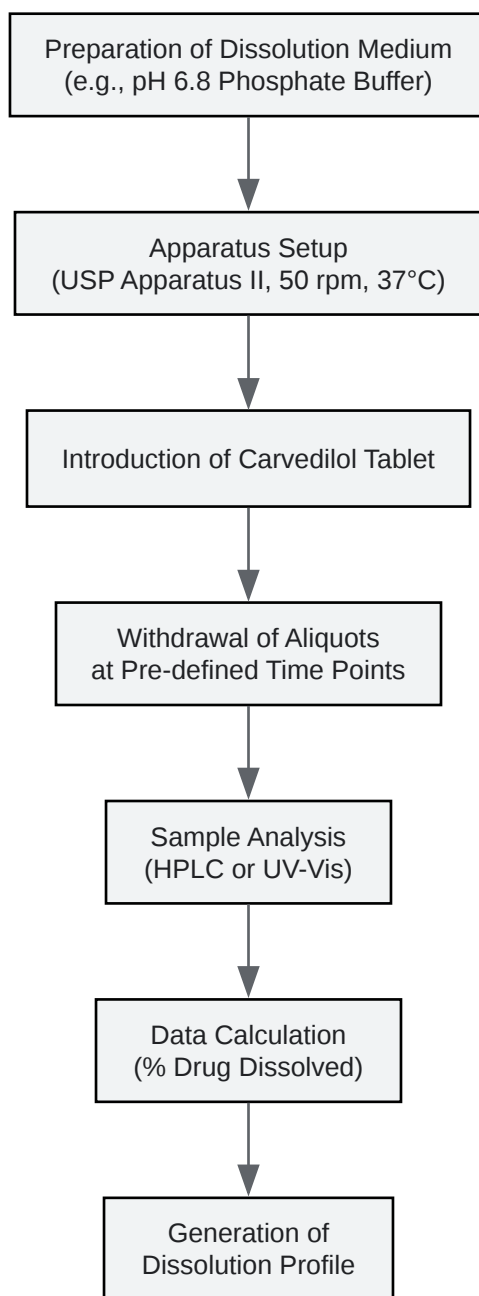 Preparation of Dissolution Medium
(e.g., pH 6.8 Phosphate Buffer)
Apparatus Setup
(USP Apparatus II, 50 rpm, 37°C)
Introduction of Carvedilol Tablet
Withdrawal of Aliquots
at Pre-defined Time Points
Sample Analysis
(HPLC or UV-Vis)
Data Calculation
(% Drug Dissolved)
Generation of
Dissolution Profile